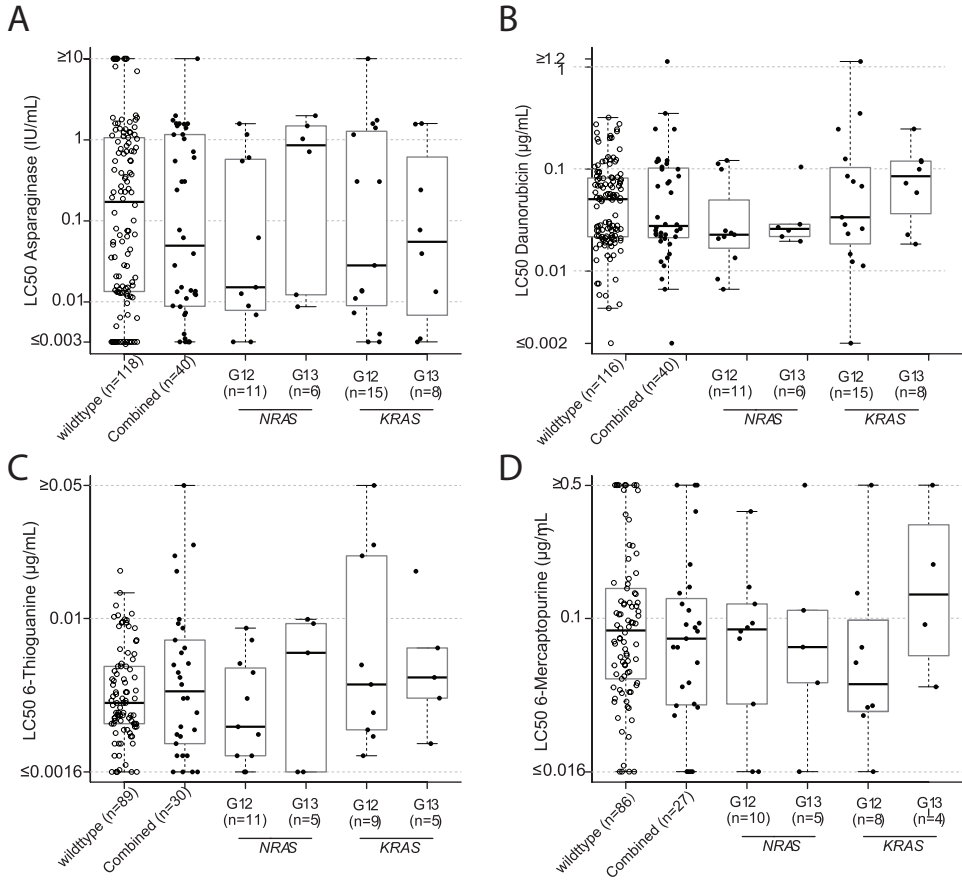 A
LC50 Asparaginase (IU/mL)
≥10
1
0.1
0.01
≤0.003
wildttype (n=118)
Combined (n=40)
G12
(n=11)
G13
(n=6)
G12
(n=15)
G13
(n=8)
NRAS
KRAS
B
LC50 Daunorubicin (µg/mL)
≥1.2
1
0.1
0.01
≤0.002
wildttype (n=116)
Combined (n=40)
G12
(n=11)
G13
(n=6)
G12
(n=15)
G13
(n=8)
NRAS
KRAS
C
LC50 6-Thioguanine (µg/mL)
≥0.05
0.01
≤0.0016
wildttype (n=89)
Combined (n=30)
G12
(n=11)
G13
(n=5)
G12
(n=9)
G13
(n=5)
NRAS
KRAS
D
LC50 6-Mercaptopurine (µg/mL
≥0.5
0.1
≤0.016
wildttype (n=86)
Combined (n=27)
G12
(n=10)
G13
(n=5)
G12
(n=8)
G13
(n=4)
NRAS
KRAS